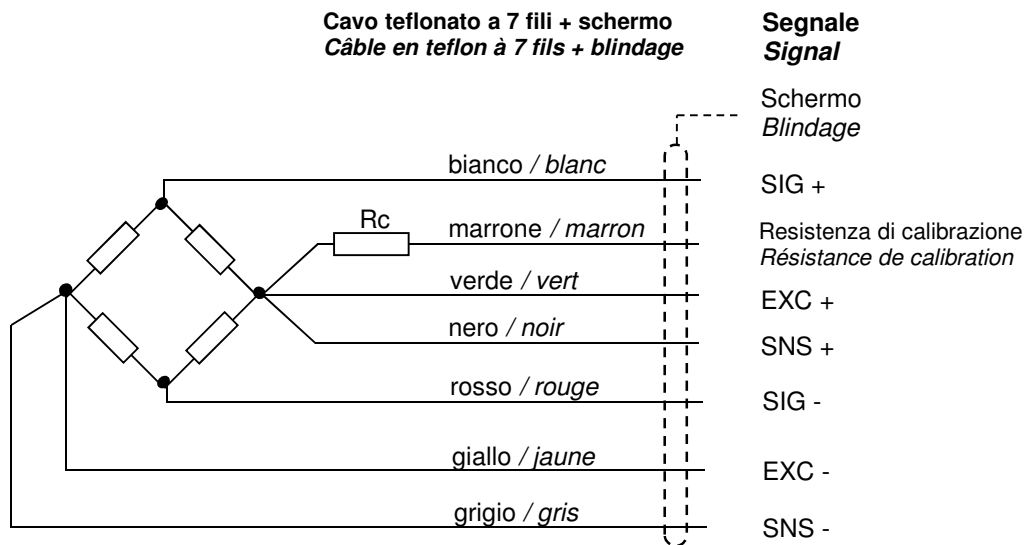 Cavo teflonato a 7 fili + schermo
Câble en teflon à 7 fils + blindage
Segnale
Signal
Schermo
Blindage
bianco / blanc
SIG +
Rc
marrone / marron
Resistenza di calibrazione
Résistance de calibration
verde / vert
EXC +
nero / noir
SNS +
rosso / rouge
SIG -
giallo / jaune
EXC -
grigio / gris
SNS -